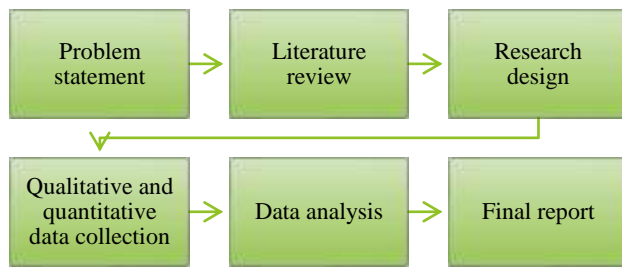 Problem
statement
Literature
review
Research
design
Qualitative and
quantitative
data collection
Data analysis
Final report